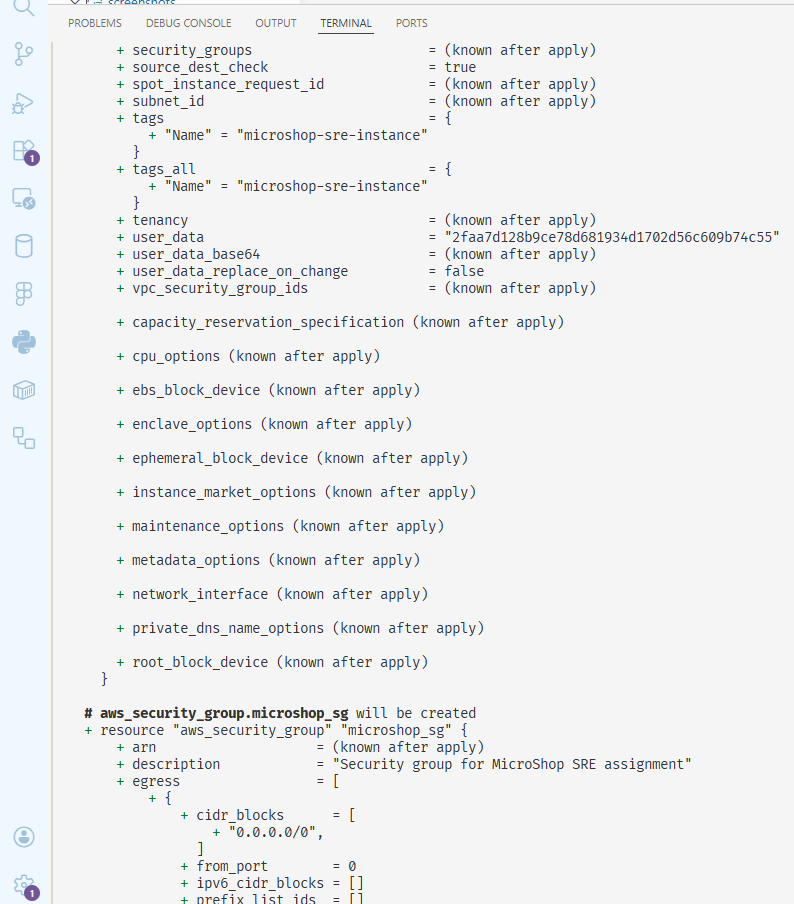 screenshots
PROBLEMS DEBUG CONSOLE OUTPUT TERMINAL PORTS
+ security_groups = (known after apply)
+ source_dest_check = true
+ spot_instance_request_id = (known after apply)
+ subnet_id = (known after apply)
+ tags = {
+ "Name" = "microshop-sre-instance"
}
+ tags_all = {
+ "Name" = "microshop-sre-instance"
}
+ tenancy = (known after apply)
+ user_data = "2faa7d128b9ce78d681934d1702d56c609b74c55"
+ user_data_base64 = (known after apply)
+ user_data_replace_on_change = false
+ vpc_security_group_ids = (known after apply)
+ capacity_reservation_specification (known after apply)
+ cpu_options (known after apply)
+ ebs_block_device (known after apply)
+ enclave_options (known after apply)
+ ephemeral_block_device (known after apply)
+ instance_market_options (known after apply)
+ maintenance_options (known after apply)
+ metadata_options (known after apply)
+ network_interface (known after apply)
+ private_dns_name_options (known after apply)
+ root_block_device (known after apply)
}
# aws_security_group.microshop_sg will be created
+ resource "aws_security_group" "microshop_sg" {
+ arn = (known after apply)
+ description = "Security group for MicroShop SRE assignment"
+ egress = [
+ {
+ cidr_blocks = [
+ "0.0.0.0/0",
]
+ from_port = 0
+ ipv6_cidr_blocks = []
+ prefix_list_ids = []
1
1